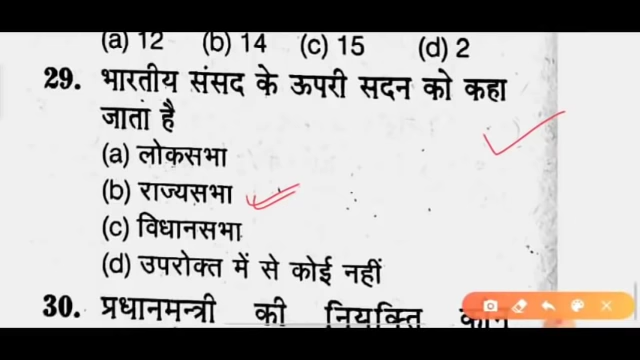 (a) 12 (b) 14 (c) 15 (d) 2
29. भारतीय संसद के ऊपरी सदन को कहा
जाता है
(a) लोकसभा
(b) राज्यसभा
(c) विधानसभा
(d) उपरोक्त में से कोई नहीं
30. प्रधानमन्त्री की नियुक्ति कौन